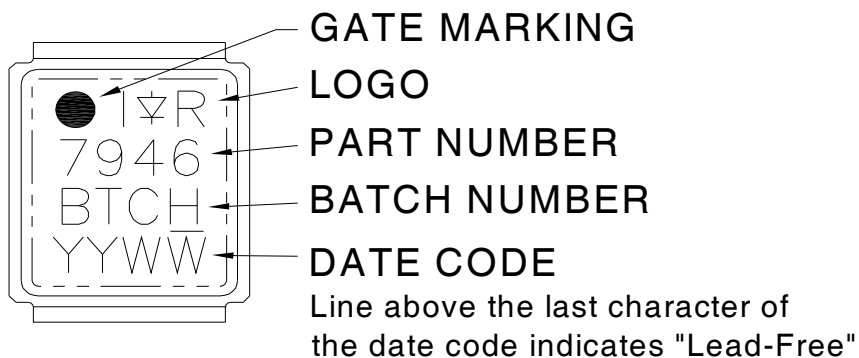 GATE MARKING
I R
LOGO
7946
PART NUMBER
BTCH
BATCH NUMBER
YYWW
DATE CODE
Line above the last character of
the date code indicates "Lead-Free"